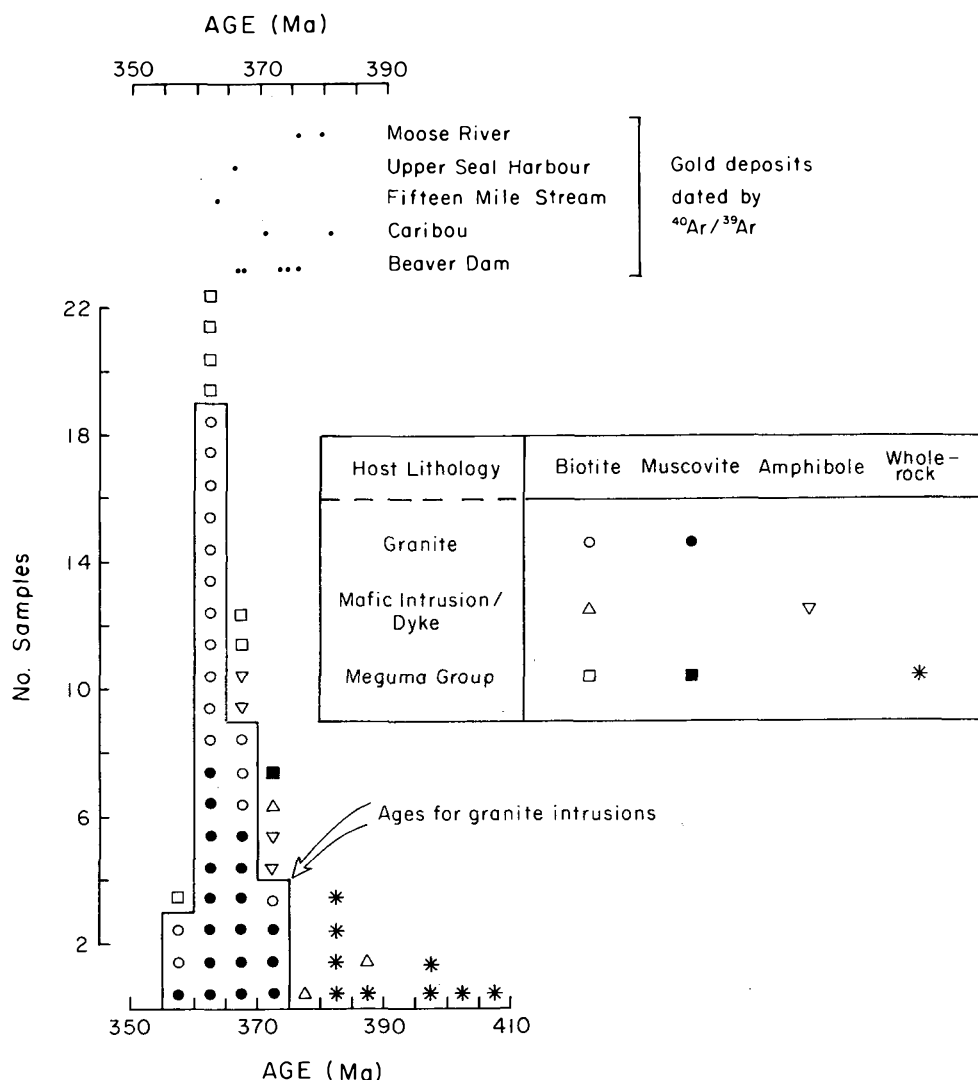 AGE (Ma)
350 370 390
Moose River
Upper Seal Harbour
Fifteen Mile Stream
Caribou
Beaver Dam
Gold deposits
dated by
⁴⁰Ar/³⁹Ar
22
18
14
10
6
2
No. Samples
Host Lithology Biotite Muscovite Amphibole Whole-
rock
Granite
Mafic Intrusion/
Dyke
Meguma Group
Ages for granite intrusions
350 370 390 410
AGE (Ma)